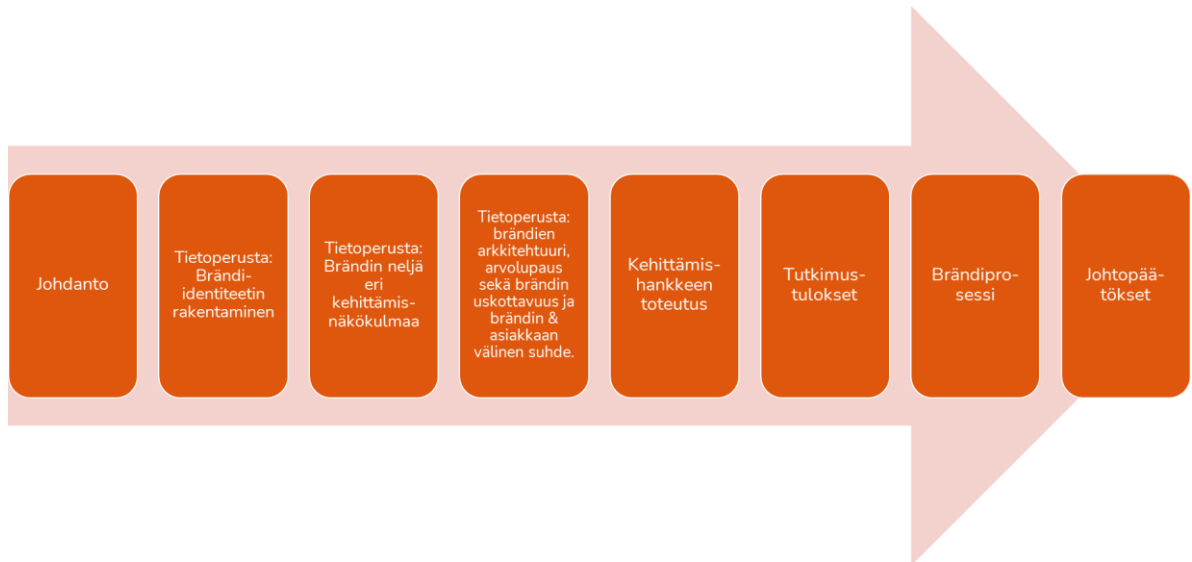 Johdanto
Tietoperusta:
Brändi-
identiteetin
rakentaminen
Tietoperusta:
Brändin neljä
eri
kehittämis-
näkökulmaa
Tietoperusta:
brändien
arkkitehtuuri,
arvolupaus
sekä brändin
uskottavuus ja
brändin &
asiakkaan
välinen suhde.
Kehittämis-
hankkeen
toteutus
Tutkimus-
tulokset
Brändipro-
sessi
Johtopää-
tökset